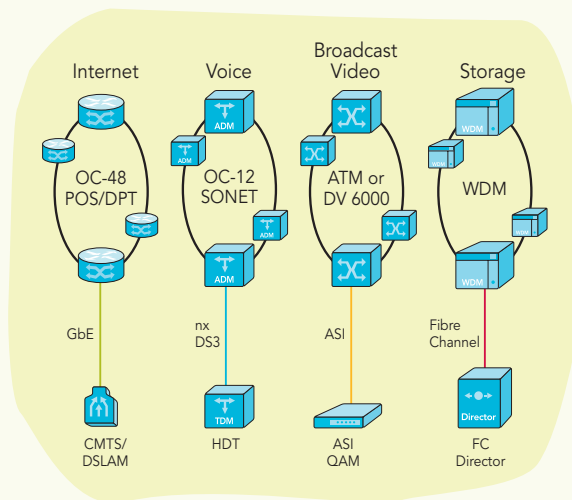 Internet
Voice
Broadcast
Video
Storage
ADM
WDM
ADM
WDM
OC-48
POS/DPT
OC-12
SONET
ATM or
DV 6000
WDM
ADM
WDM
ADM
WDM
GbE
nx
DS3
ASI
Fibre
Channel
TDM
Director
CMTS/
DSLAM
HDT
ASI
QAM
FC
Director